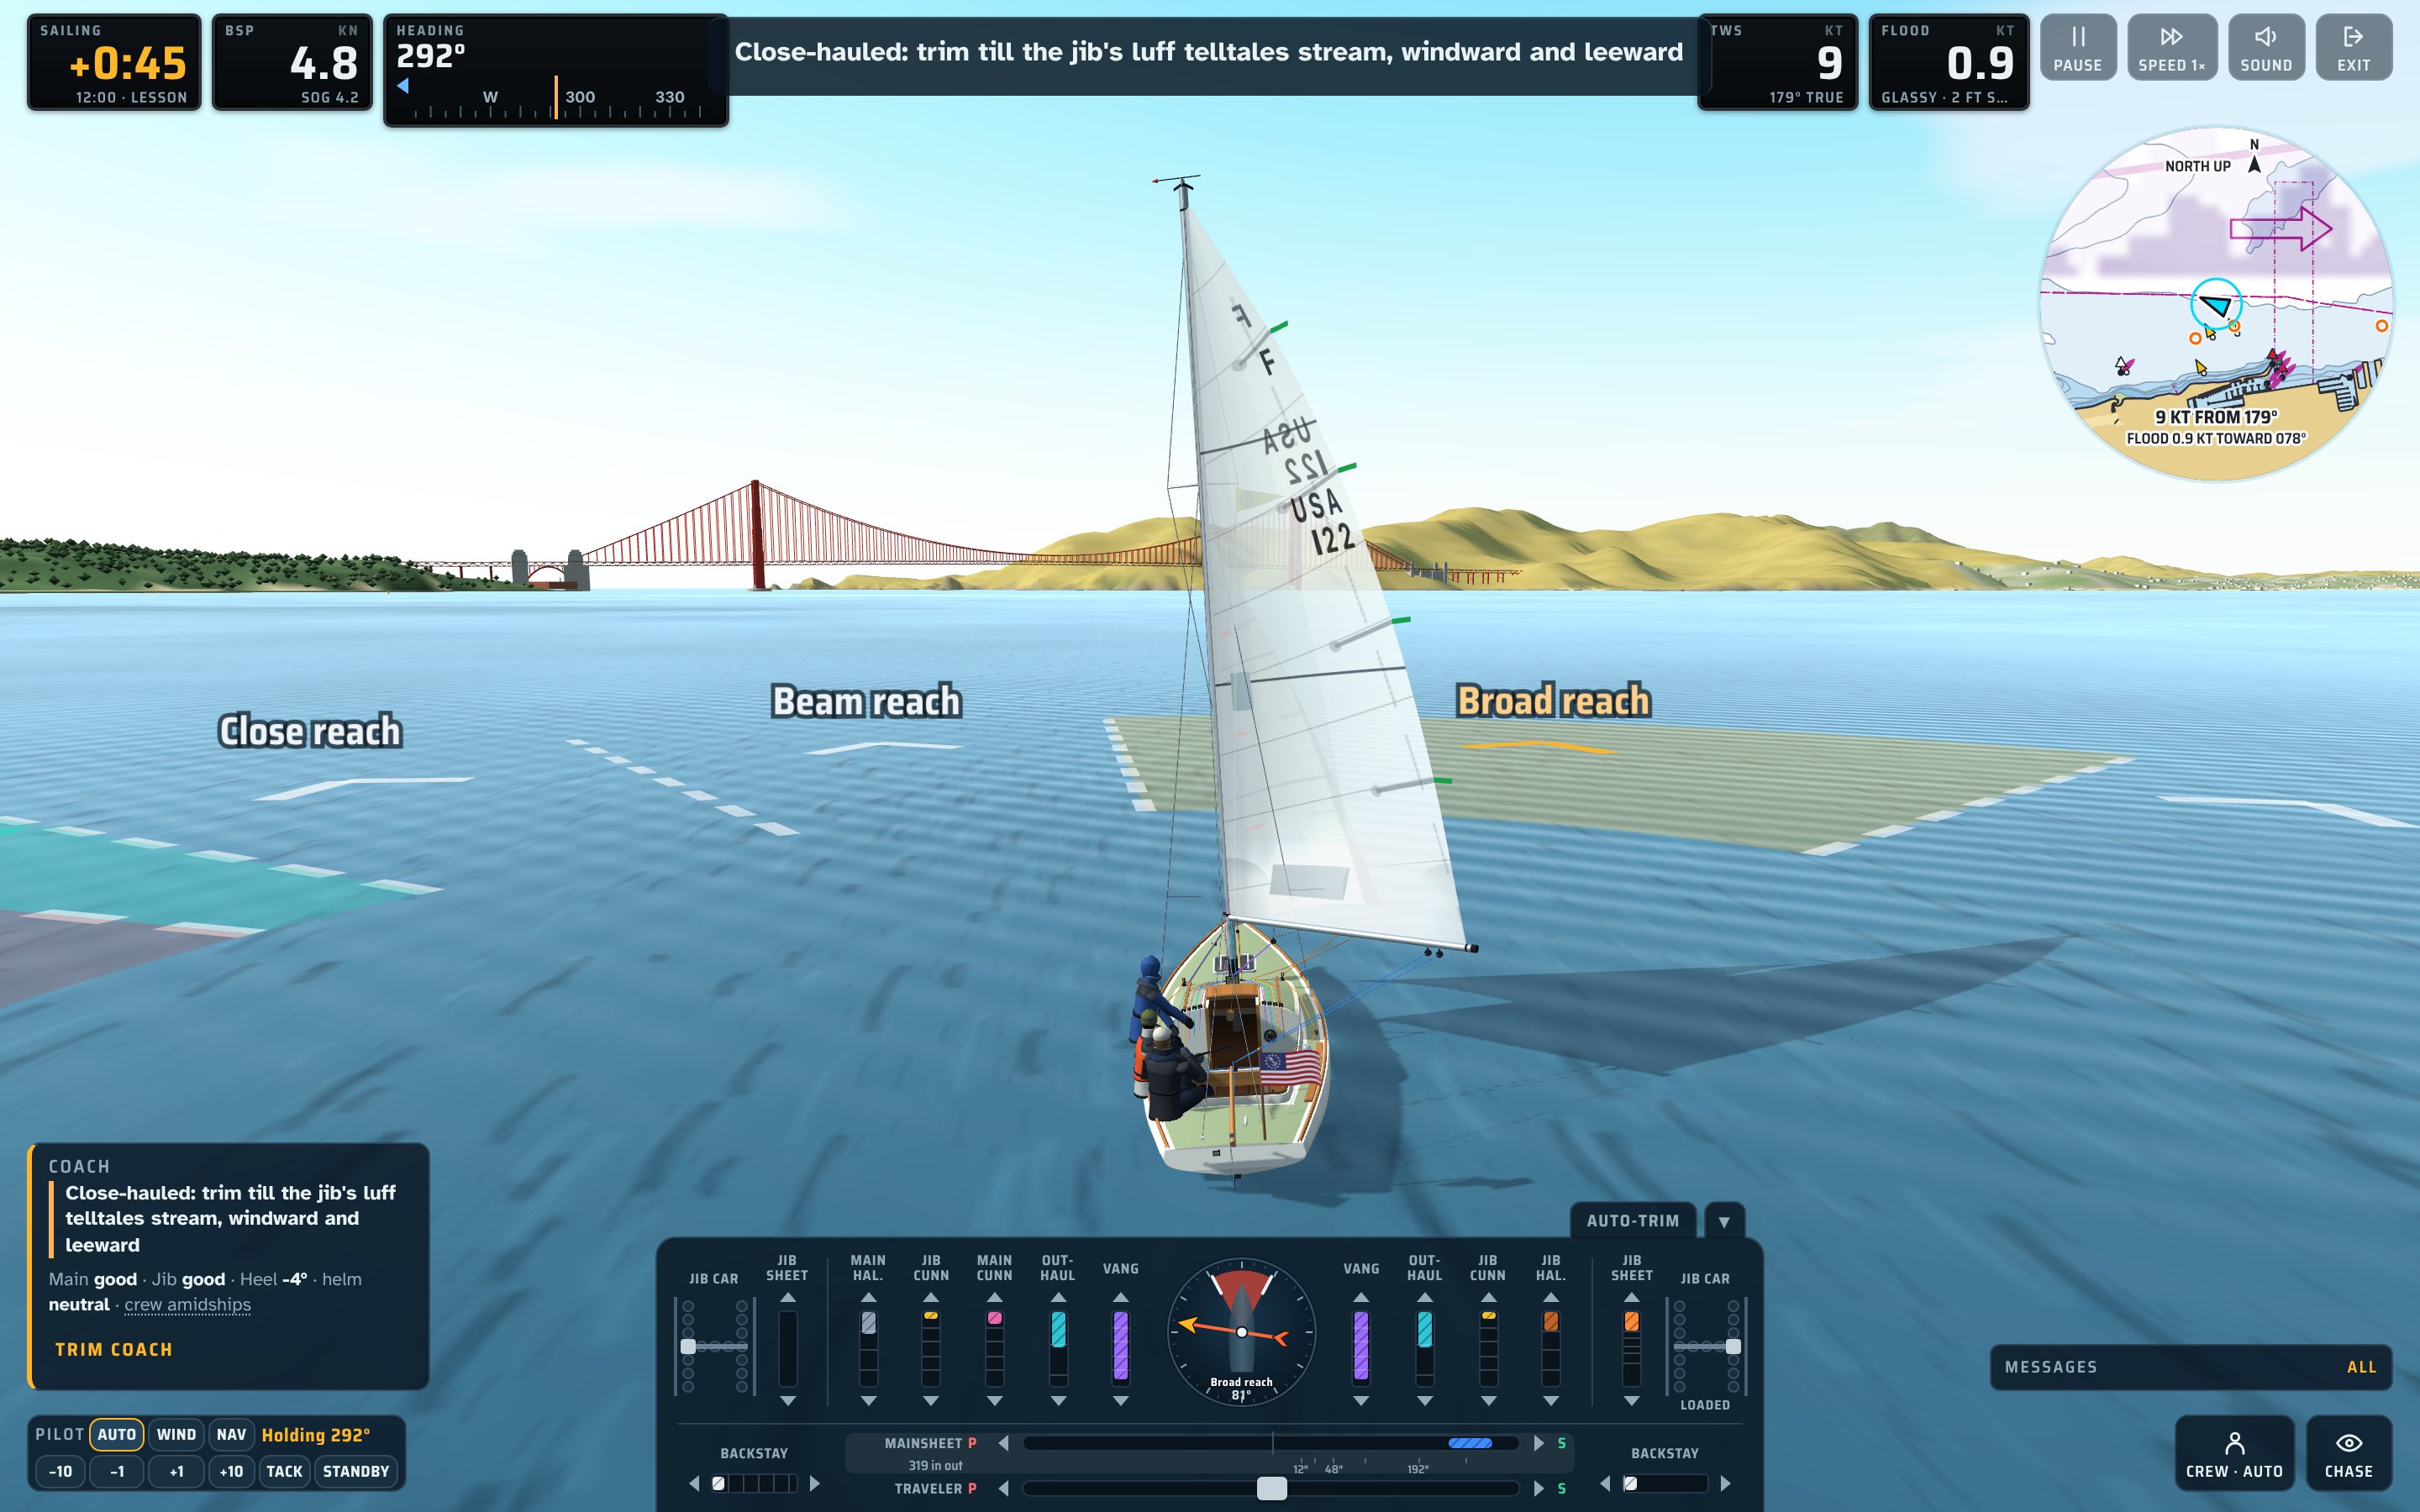 SAILING
+0:45
12:00 · LESSON
BSP KN
4.8
SOG 4.2
HEADING
292°
W 300 330
Close-hauled: trim till the jib's luff telltales stream, windward and leeward
TWS KT
9
179° TRUE
FLOOD KT
0.9
GLASSY · 2 FT S...
PAUSE
SPEED 1×
SOUND
EXIT
N
NORTH UP
9 KT FROM 179°
FLOOD 0.9 KT TOWARD 078°
F
F
USA
122
USA
122
Close reach
Beam reach
Broad reach
COACH
Close-hauled: trim till the jib's luff
telltales stream, windward and
leeward
Main good · Jib good · Heel -4° · helm
neutral · crew amidships
TRIM COACH
PILOT AUTO WIND NAV Holding 292°
-10 -1 +1 +10 TACK STANDBY
AUTO-TRIM ▼
JIB CAR
JIB SHEET
MAIN HAL.
JIB CUNN
MAIN CUNN
OUT-HAUL
VANG
Broad reach
81°
VANG
OUT-HAUL
JIB CUNN
JIB HAL.
JIB SHEET
JIB CAR
LOADED
BACKSTAY
MAINSHEET P S
319 in out
12" 48" 192"
TRAVELER P S
BACKSTAY
MESSAGES ALL
CREW · AUTO
CHASE